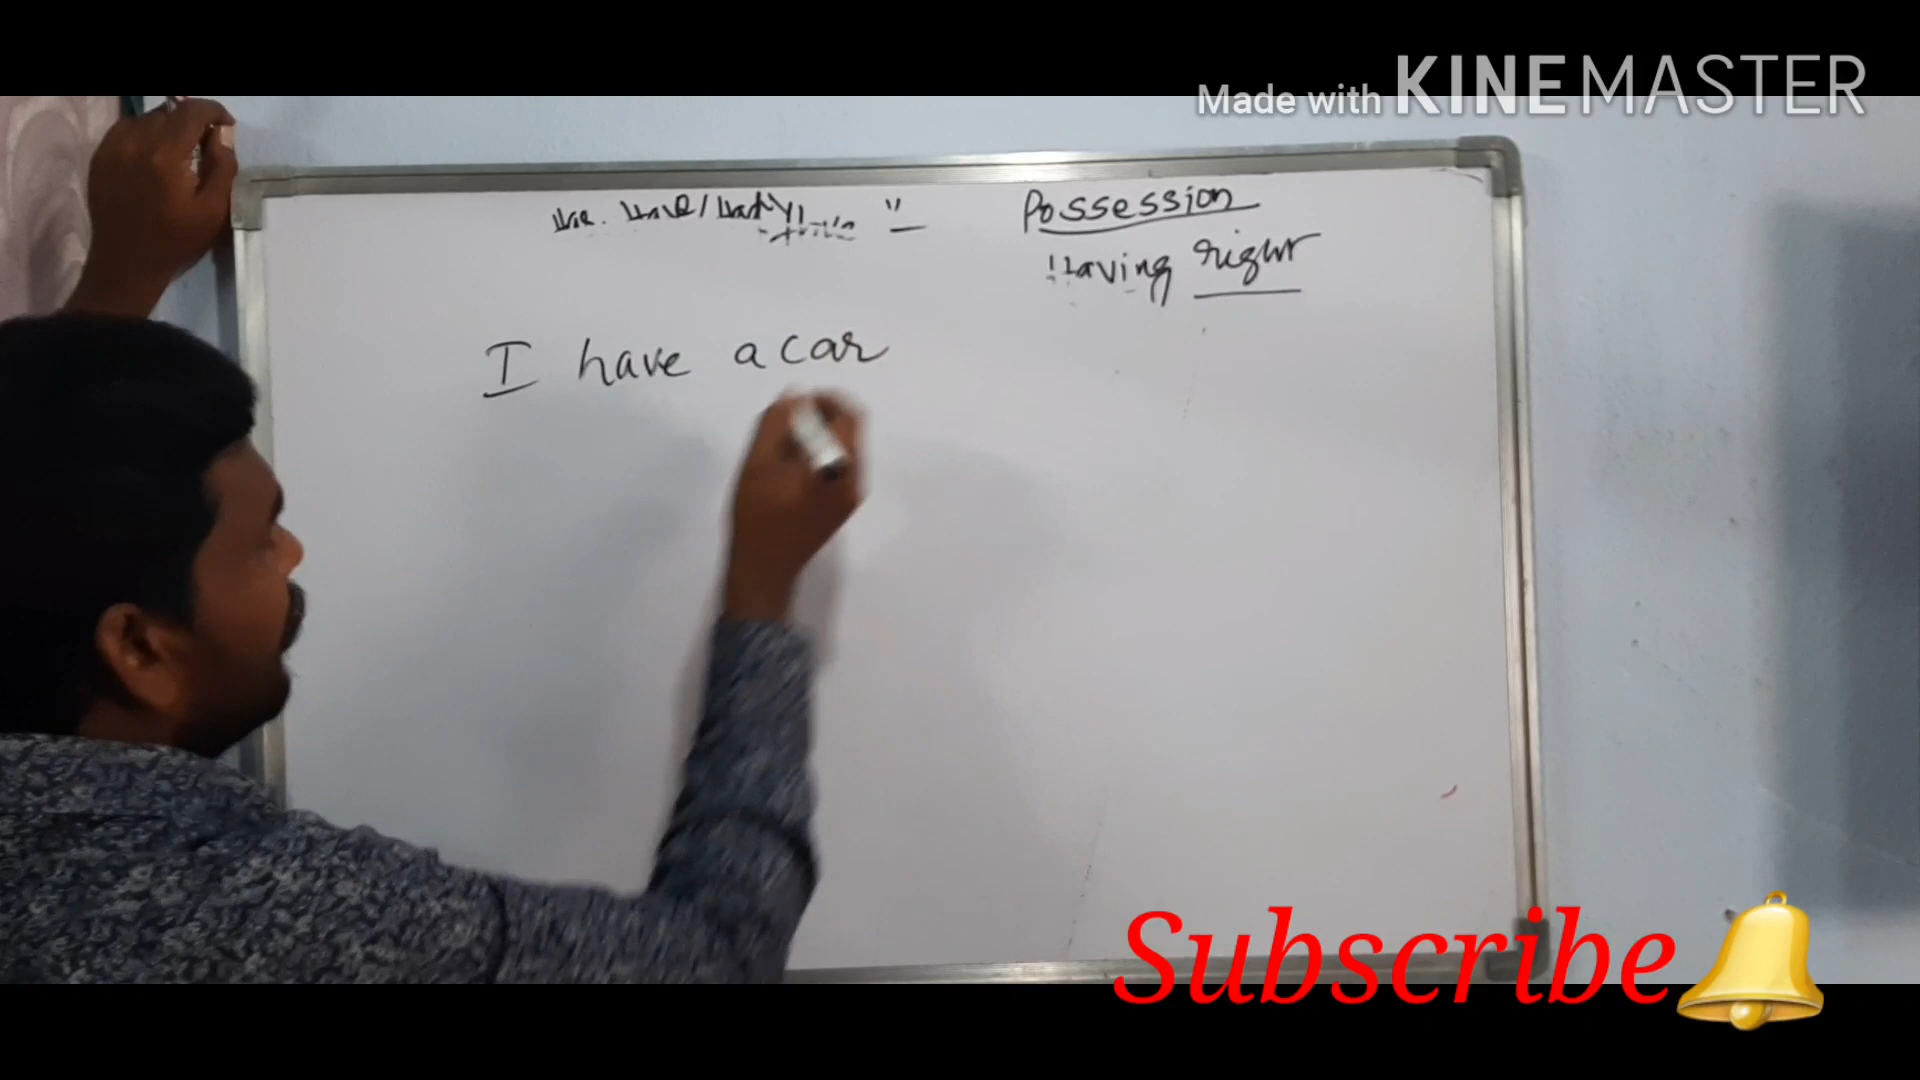 Made with KINEMASTER
Possession
Having right
I have a car
Subscribe